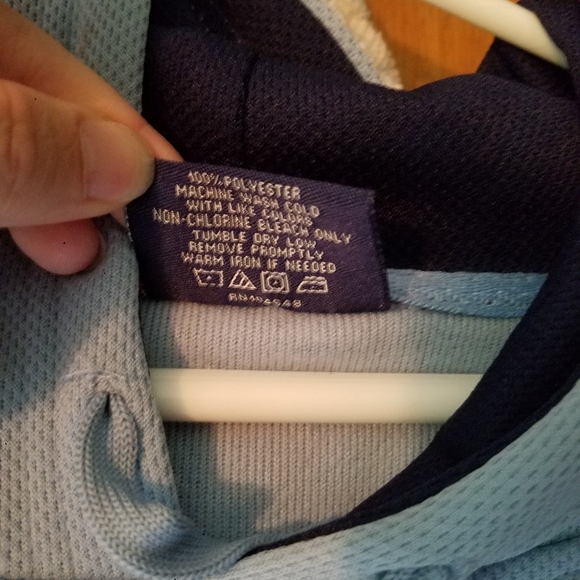 100% POLYESTER
MACHINE WASH COLD
WITH LIKE COLORS
NON-CHLORINE BLEACH ONLY
TUMBLE DRY LOW
REMOVE PROMPTLY
WARM IRON IF NEEDED